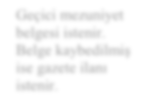 Geçici mezuniyet
belgesi istenir.
Belge kaybedilmiş
ise gazete ilanı
istenir.